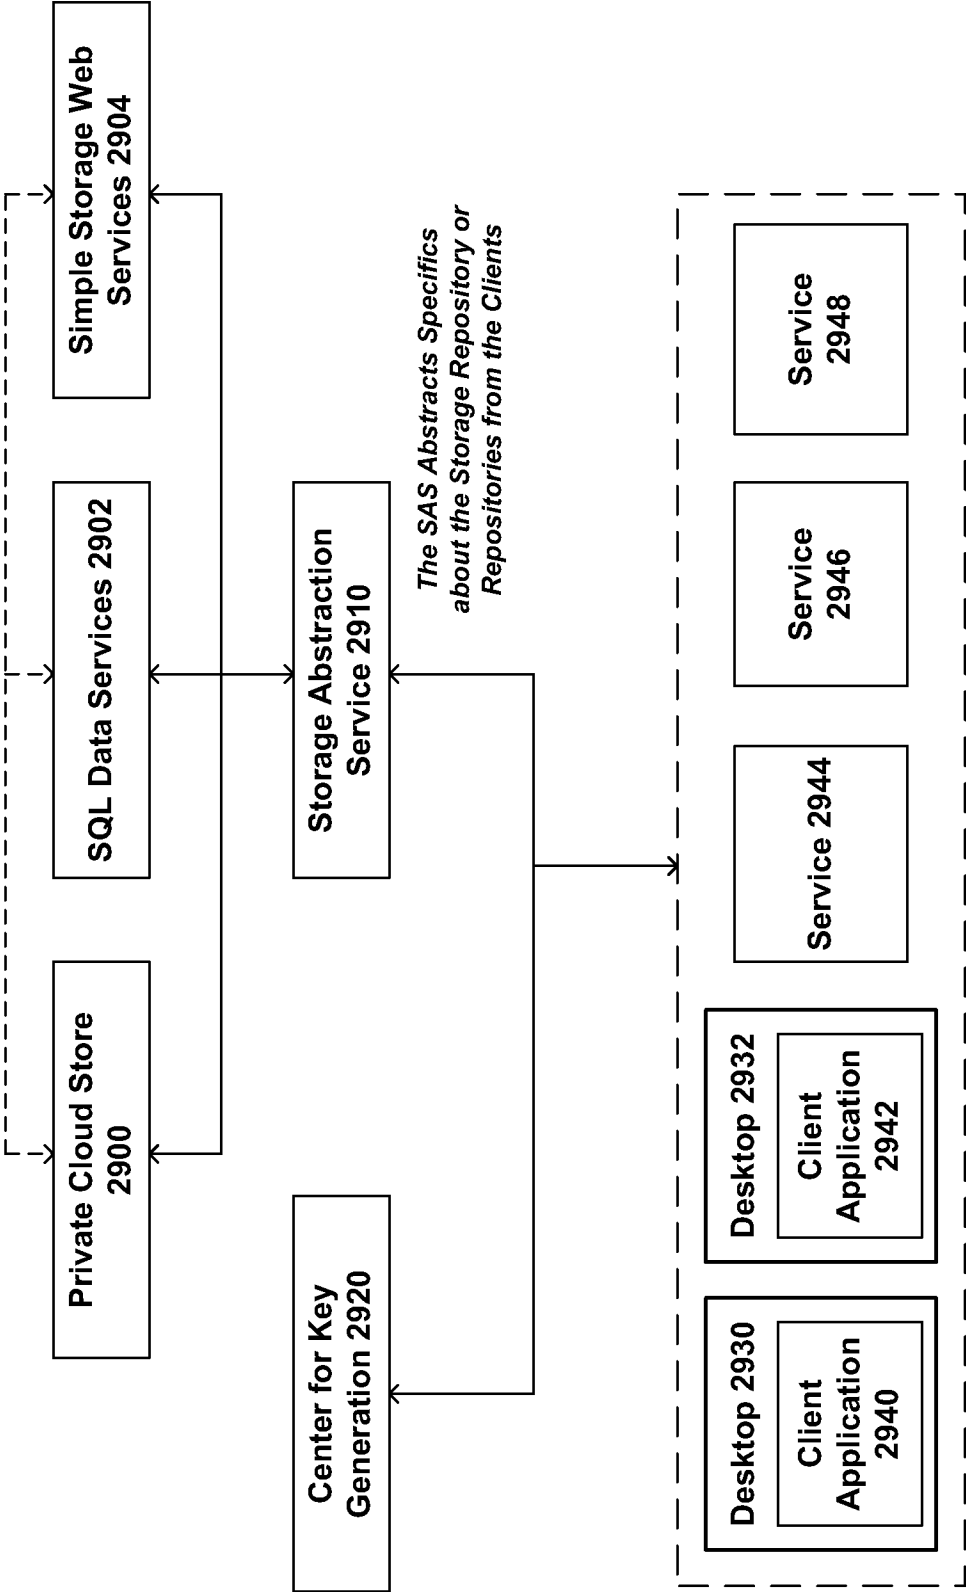 Private Cloud Store
2900
SQL Data Services 2902
Simple Storage Web
Services 2904
Center for Key
Generation 2920
Storage Abstraction
Service 2910
The SAS Abstracts Specifics
about the Storage Repository or
Repositories from the Clients
Desktop 2930
Client
Application
2940
Desktop 2932
Client
Application
2942
Service 2944
Service
2946
Service
2948